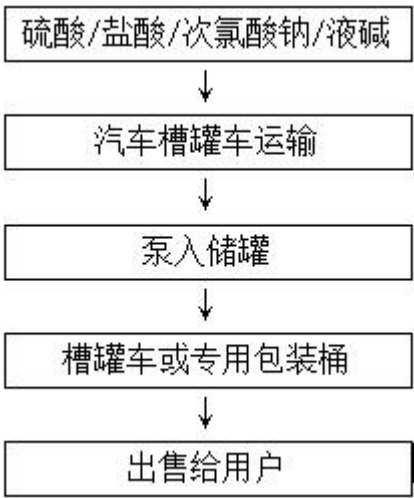 硫酸/盐酸/次氯酸钠/液碱
汽车槽罐车运输
泵入储罐
槽罐车或专用包装桶
出售给用户